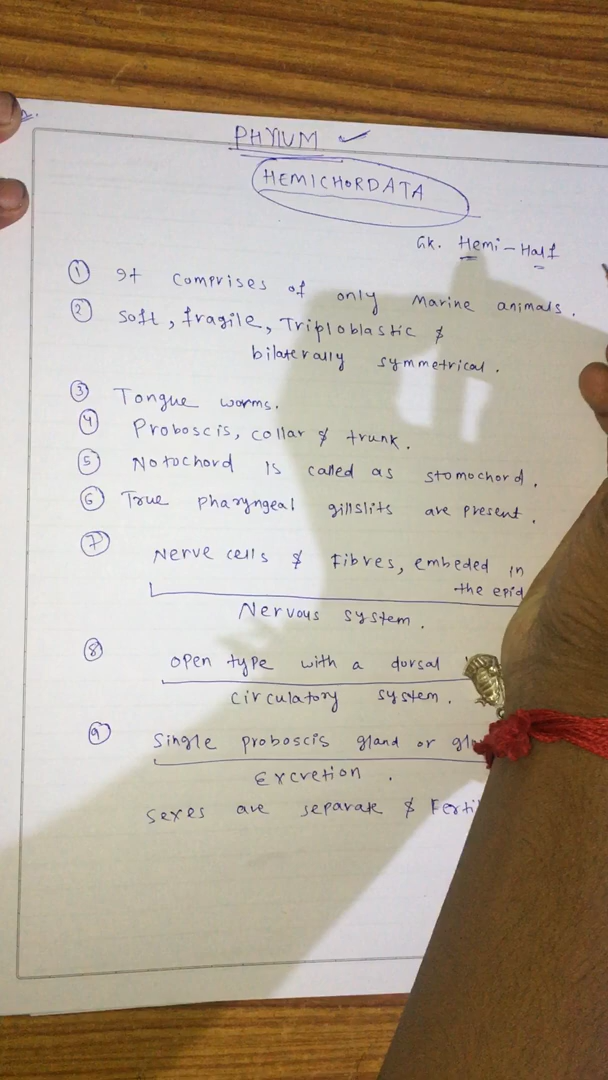 PHYLUM
HEMICHORDATA
Gk. Hemi - Half
① It comprises of only Marine animals.
② Soft, fragile, Triploblastic &
bilaterally symmetrical.
③ Tongue worms.
④ Proboscis, collar & trunk.
⑤ Notochord is called as stomochord.
⑥ True pharyngeal gillslits are present.
⑦ Nerve cells & Fibres, embeded in
the epid
Nervous system.
⑧ open type with a dorsal
circulatory system.
⑨ Single proboscis gland or glo
Excretion.
Sexes are separate & Ferti